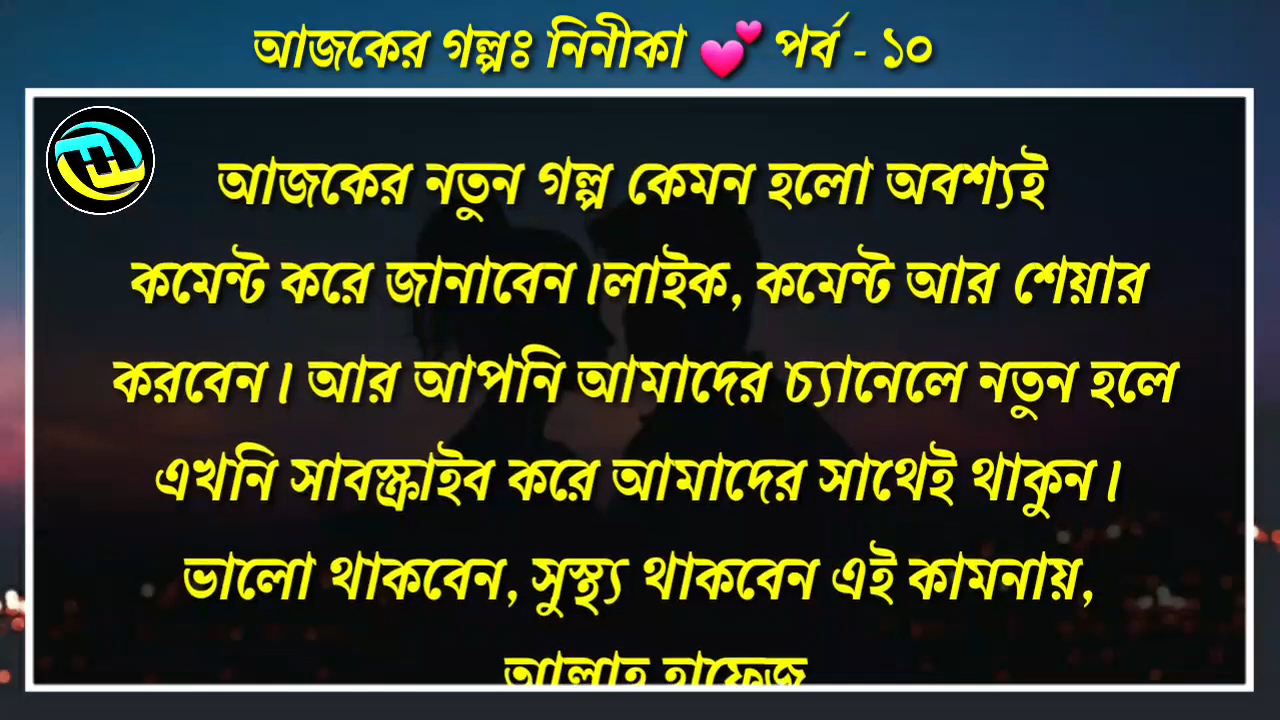 আজকের গল্পঃ নিনীকা 💕 পর্ব - ১০
আজকের নতুন গল্প কেমন হলো অবশ্যই
কমেন্ট করে জানাবেন।লাইক, কমেন্ট আর শেয়ার
করবেন। আর আপনি আমাদের চ্যানেলে নতুন হলে
এখনি সাবস্ক্রাইব করে আমাদের সাথেই থাকুন।
ভালো থাকবেন, সুস্থ্য থাকবেন এই কামনায়,
আল্লাহ হাফেজ